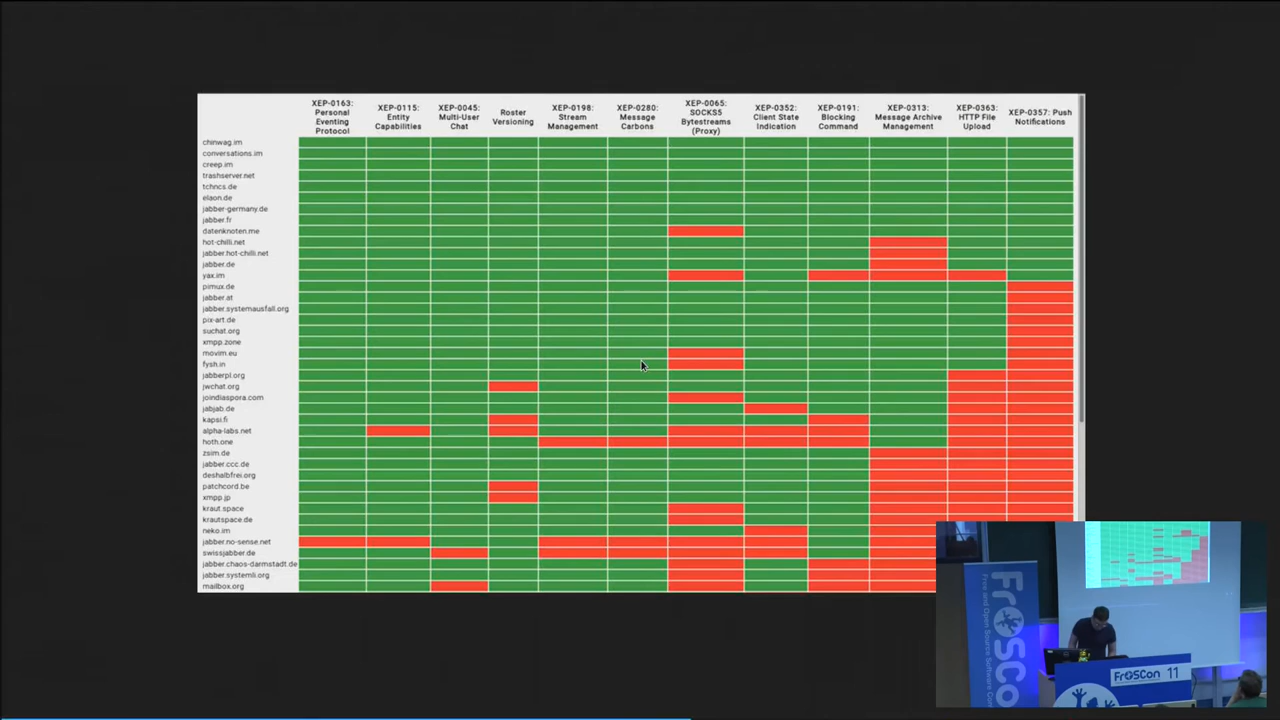 XEP-0163: Personal Eventing Protocol
XEP-0115: Entity Capabilities
XEP-0045: Multi-User Chat
Roster Versioning
XEP-0198: Stream Management
XEP-0280: Message Carbons
XEP-0065: SOCKS5 Bytestreams (Proxy)
XEP-0352: Client State Indication
XEP-0191: Blocking Command
XEP-0313: Message Archive Management
XEP-0363: HTTP File Upload
XEP-0357: Push Notifications
chinwag.im
conversations.im
creep.im
trashserver.net
tchncs.de
elaon.de
jabber-germany.de
jabber.fr
datenknoten.me
hot-chilli.net
jabber.hot-chilli.net
jabber.de
yax.im
pimux.de
jabber.at
jabber.systemausfall.org
pix-art.de
suchat.org
xmpp.zone
movim.eu
fysh.in
jabberpl.org
jwchat.org
joindiaspora.com
jabjab.de
kapsi.fi
alpha-labs.net
hoth.one
zsim.de
jabber.ccc.de
deshalbfrei.org
patchcord.be
xmpp.jp
kraut.space
krautspace.de
neko.im
jabber.no-sense.net
swissjabber.de
jabber.chaos-darmstadt.de
jabber.systemli.org
mailbox.org
FrOSCon
Free and Open Source Software Con
FrOSCon 11